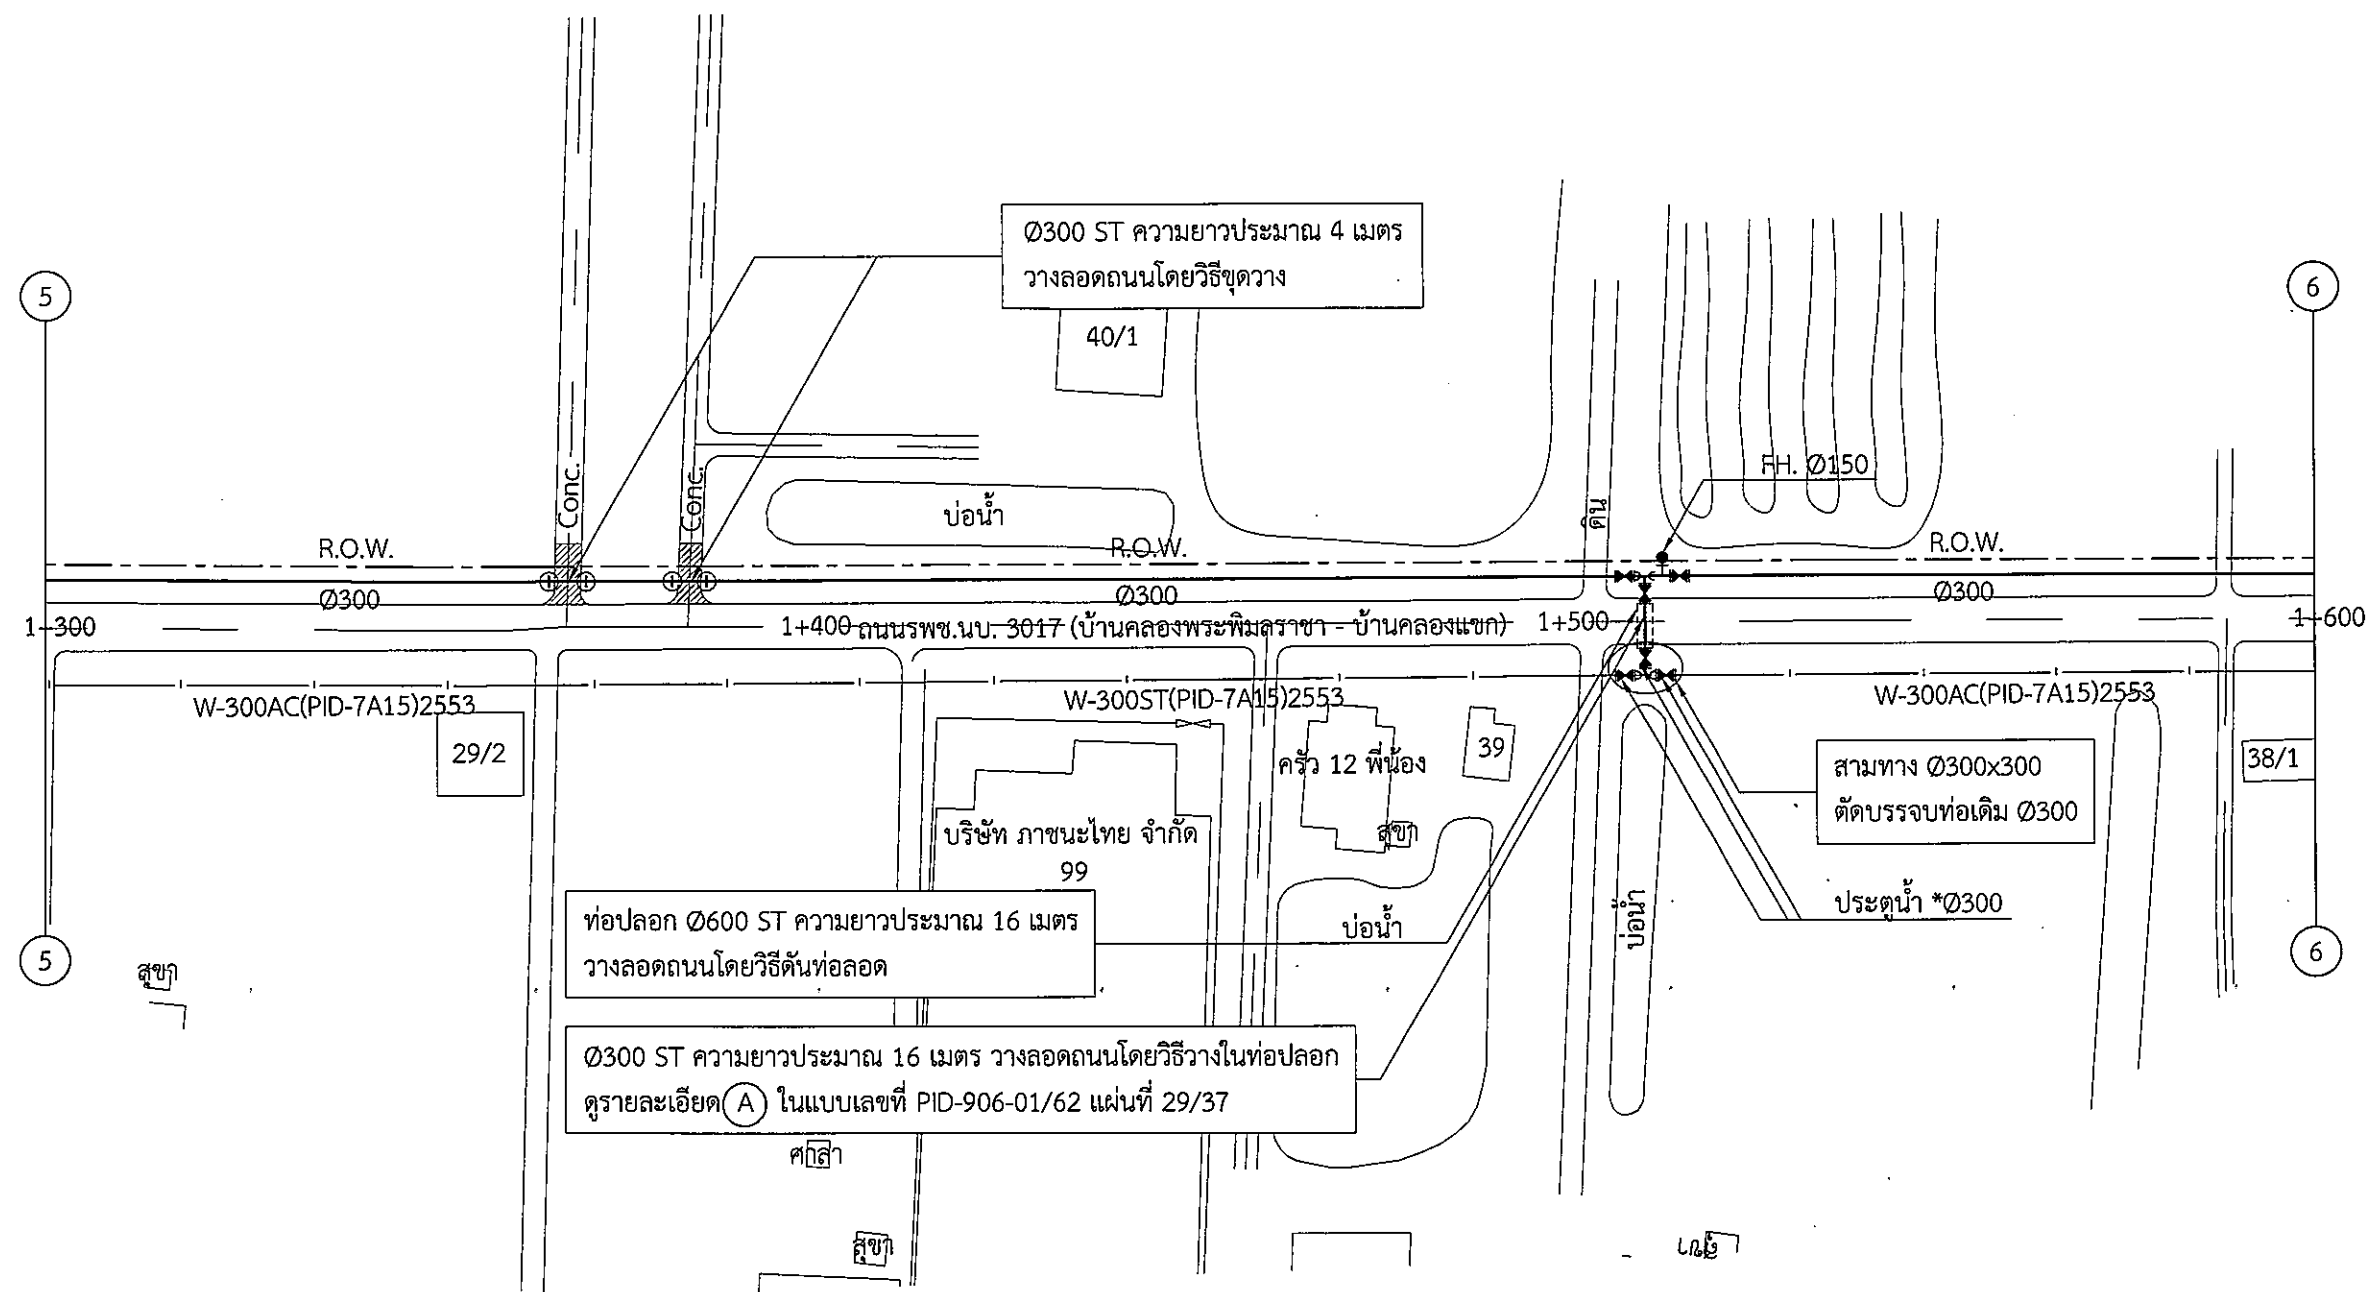 Ø300 ST ความยาวประมาณ 4 เมตร
วางลอดถนนโดยวิธีขุดวาง
5
6
40/1
FH. Ø150
Conc.
Conc.
บ่อน้ำ
ดิน
R.O.W.
R.O.W.
R.O.W.
Ø300
Ø300
Ø300
1+300
1+400 ถนนรพช.นบ. 3017 (บ้านคลองพระพิมลราชา - บ้านคลองแขก)
1+500
1+600
W-300AC(PID-7A15)2553
W-300ST(PID-7A15)2553
W-300AC(PID-7A15)2553
29/2
ครัว 12 พี่น้อง
39
38/1
สามทาง Ø300x300
ตัดบรรจบท่อเดิม Ø300
บริษัท ภาชนะไทย จำกัด
99
สุขา
ประตูน้ำ *Ø300
ท่อปลอก Ø600 ST ความยาวประมาณ 16 เมตร
วางลอดถนนโดยวิธีดันท่อลอด
บ่อน้ำ
บ่อน้ำ
5
6
สุขา
Ø300 ST ความยาวประมาณ 16 เมตร วางลอดถนนโดยวิธีวางในท่อปลอก
ดูรายละเอียด A ในแบบเลขที่ PID-906-01/62 แผ่นที่ 29/37
ศาลา
สุขา